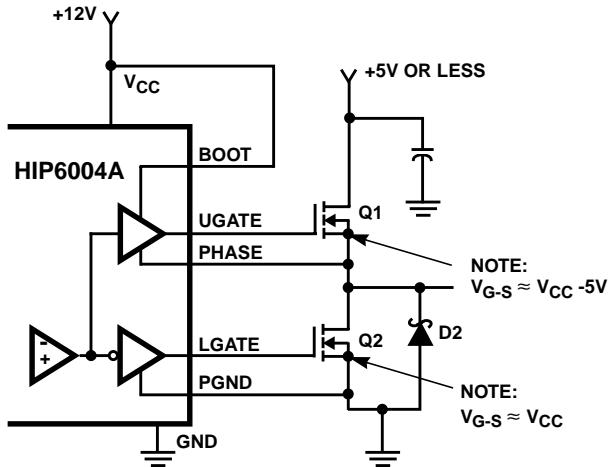 +12V
+5V OR LESS
VCC
BOOT
HIP6004A
Q1
UGATE
PHASE
NOTE:
VG-S ≈ VCC -5V
- +
Q2
D2
LGATE
PGND
NOTE:
VG-S ≈ VCC
GND